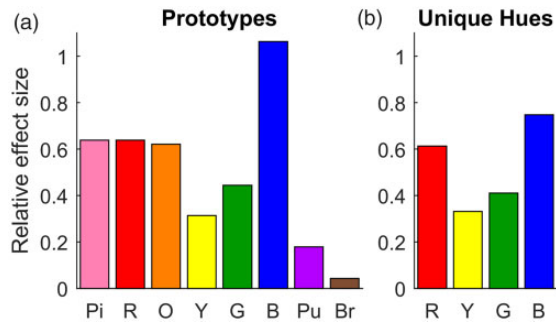 (a) Prototypes
Relative effect size
1
0.8
0.6
0.4
0.2
0
Pi R O Y G B Pu Br
(b) Unique Hues
1
0.8
0.6
0.4
0.2
0
R Y G B